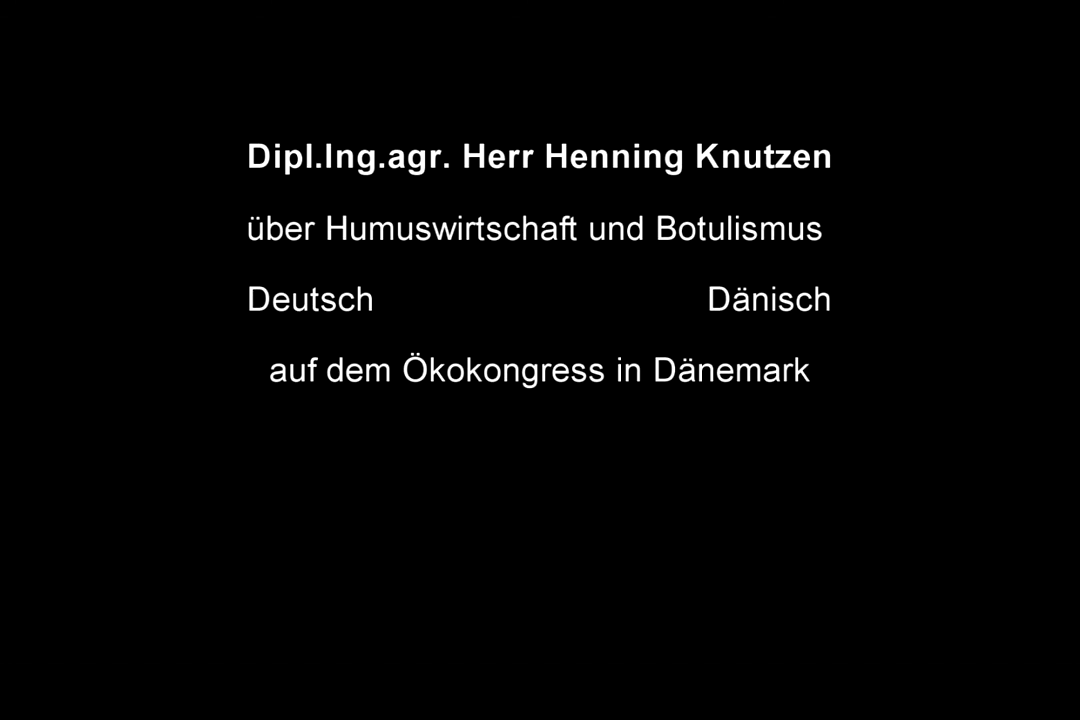 Dipl.Ing.agr. Herr Henning Knutzen
über Humuswirtschaft und Botulismus
Deutsch Dänisch
auf dem Ökokongress in Dänemark